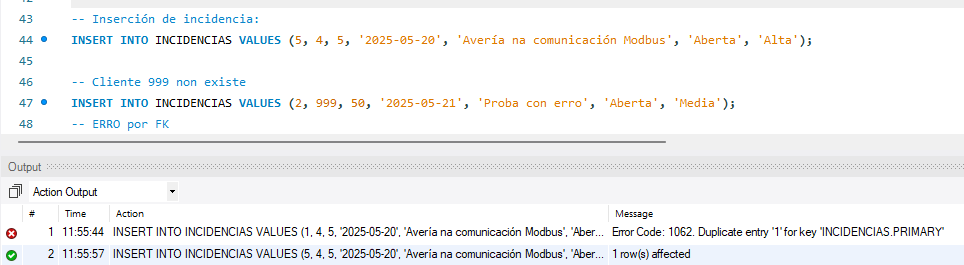 43 -- Inserción de incidencia:
44 INSERT INTO INCIDENCIAS VALUES (5, 4, 5, '2025-05-20', 'Avería na comunicación Modbus', 'Aberta', 'Alta');
45
46 -- Cliente 999 non existe
47 INSERT INTO INCIDENCIAS VALUES (2, 999, 50, '2025-05-21', 'Proba con erro', 'Aberta', 'Media');
48 -- ERRO por FK
Output
Action Output
# Time Action Message
1 11:55:44 INSERT INTO INCIDENCIAS VALUES (1, 4, 5, '2025-05-20', 'Avería na comunicación Modbus', 'Aber... Error Code: 1062. Duplicate entry '1' for key 'INCIDENCIAS.PRIMARY'
2 11:55:57 INSERT INTO INCIDENCIAS VALUES (5, 4, 5, '2025-05-20', 'Avería na comunicación Modbus', 'Aber... 1 row(s) affected